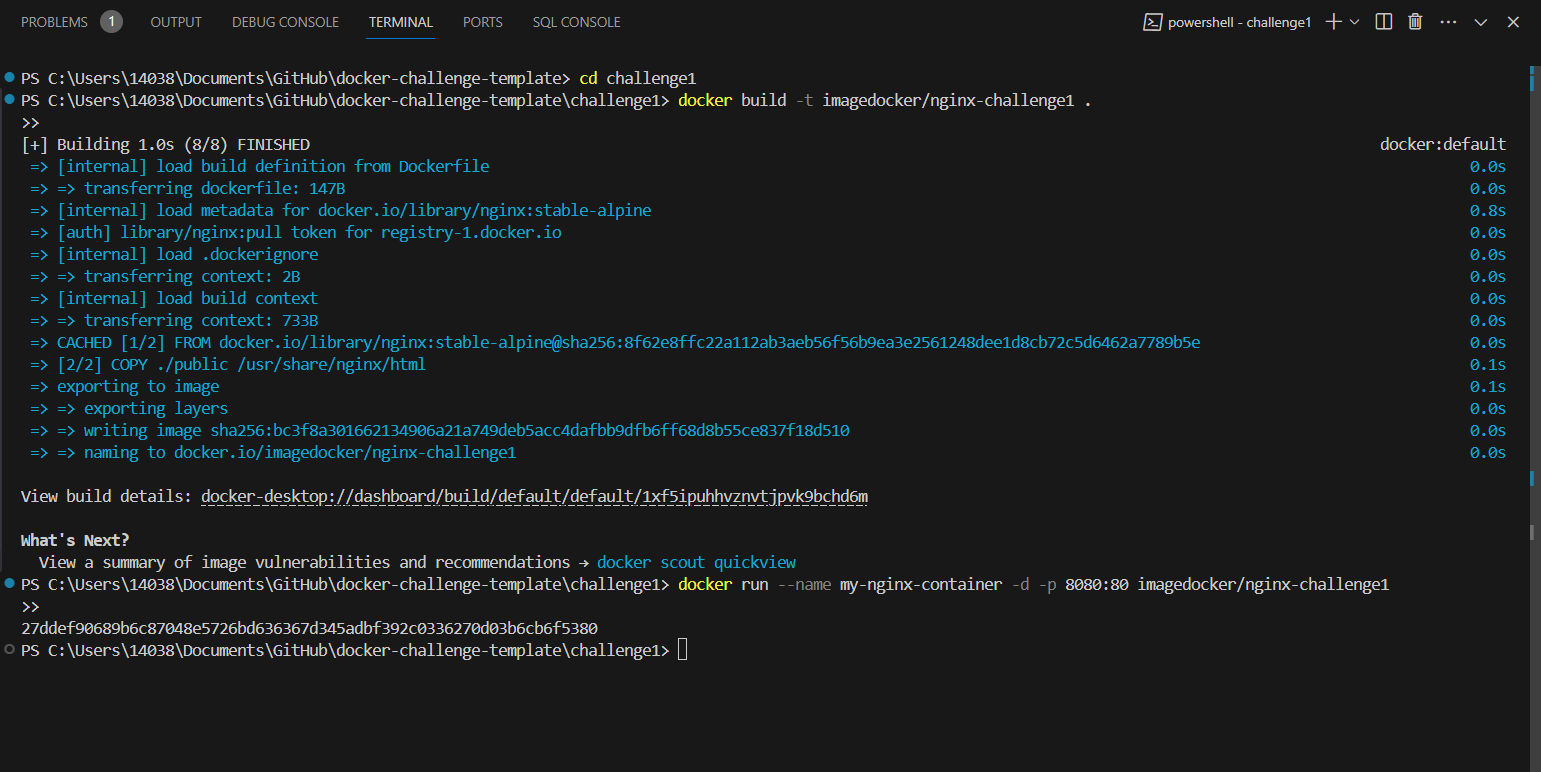 PROBLEMS 1 OUTPUT DEBUG CONSOLE TERMINAL PORTS SQL CONSOLE powershell - challenge1
PS C:\Users\14038\Documents\GitHub\docker-challenge-template> cd challenge1
PS C:\Users\14038\Documents\GitHub\docker-challenge-template\challenge1> docker build -t imagedocker/nginx-challenge1 .
>>
[+] Building 1.0s (8/8) FINISHED docker:default
=> [internal] load build definition from Dockerfile 0.0s
=> => transferring dockerfile: 147B 0.0s
=> [internal] load metadata for docker.io/library/nginx:stable-alpine 0.8s
=> [auth] library/nginx:pull token for registry-1.docker.io 0.0s
=> [internal] load .dockerignore 0.0s
=> => transferring context: 2B 0.0s
=> [internal] load build context 0.0s
=> => transferring context: 733B 0.0s
=> CACHED [1/2] FROM docker.io/library/nginx:stable-alpine@sha256:8f62e8ffc22a112ab3aeb56f56b9ea3e2561248dee1d8cb72c5d6462a7789b5e 0.0s
=> [2/2] COPY ./public /usr/share/nginx/html 0.1s
=> exporting to image 0.1s
=> => exporting layers 0.0s
=> => writing image sha256:bc3f8a301662134906a21a749deb5acc4dafbb9dfb6ff68d8b55ce837f18d510 0.0s
=> => naming to docker.io/imagedocker/nginx-challenge1 0.0s
View build details: docker-desktop://dashboard/build/default/default/1xf5ipuhhvznvtjpvk9bchd6m
What's Next?
View a summary of image vulnerabilities and recommendations → docker scout quickview
PS C:\Users\14038\Documents\GitHub\docker-challenge-template\challenge1> docker run --name my-nginx-container -d -p 8080:80 imagedocker/nginx-challenge1
>>
27ddef90689b6c87048e5726bd636367d345adbf392c0336270d03b6cb6f5380
PS C:\Users\14038\Documents\GitHub\docker-challenge-template\challenge1>